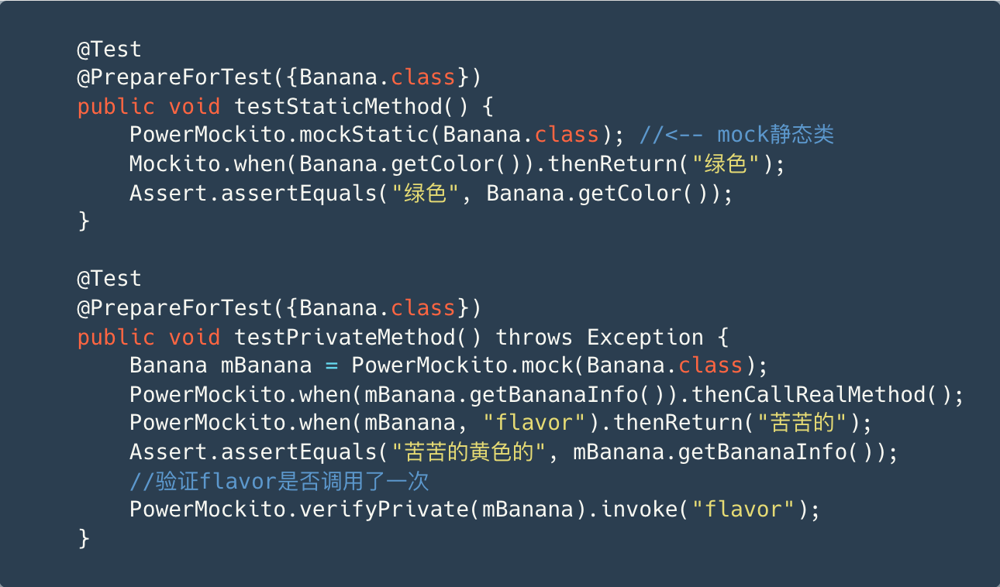 @Test
@PrepareForTest({Banana.class})
public void testStaticMethod() {
    PowerMockito.mockStatic(Banana.class); //<-- mock静态类
    Mockito.when(Banana.getColor()).thenReturn("绿色");
    Assert.assertEquals("绿色", Banana.getColor());
}

@Test
@PrepareForTest({Banana.class})
public void testPrivateMethod() throws Exception {
    Banana mBanana = PowerMockito.mock(Banana.class);
    PowerMockito.when(mBanana.getBananaInfo()).thenCallRealMethod();
    PowerMockito.when(mBanana, "flavor").thenReturn("苦苦的");
    Assert.assertEquals("苦苦的黄色的", mBanana.getBananaInfo());
    //验证flavor是否调用了一次
    PowerMockito.verifyPrivate(mBanana).invoke("flavor");
}